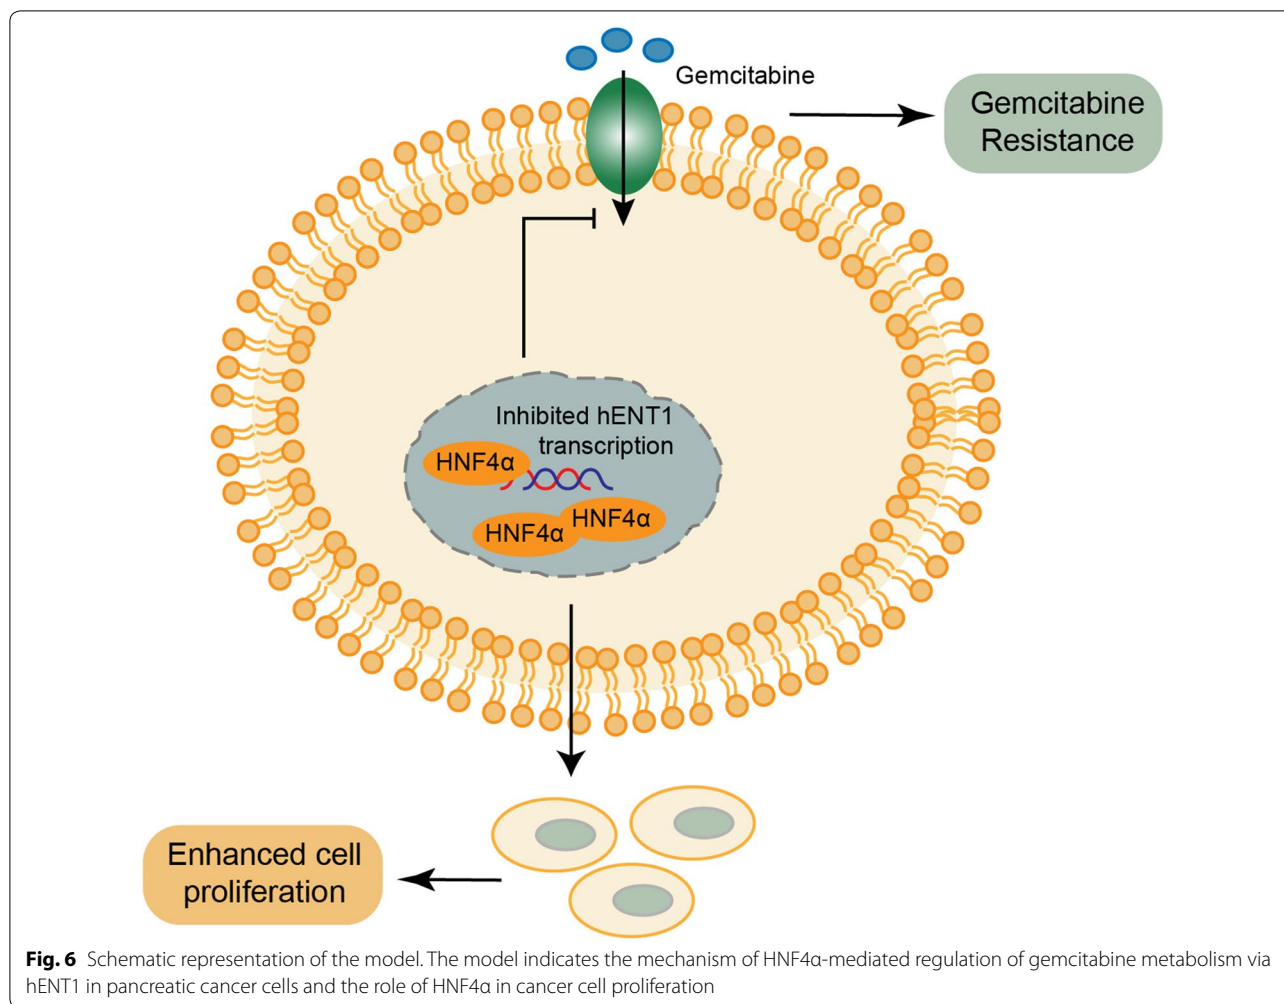 Gemcitabine
Gemcitabine
Resistance
Inhibited hENT1
transcription
HNF4α
HNF4α
HNF4α
Enhanced cell
proliferation
Fig. 6 Schematic representation of the model. The model indicates the mechanism of HNF4α-mediated regulation of gemcitabine metabolism via
hENT1 in pancreatic cancer cells and the role of HNF4α in cancer cell proliferation